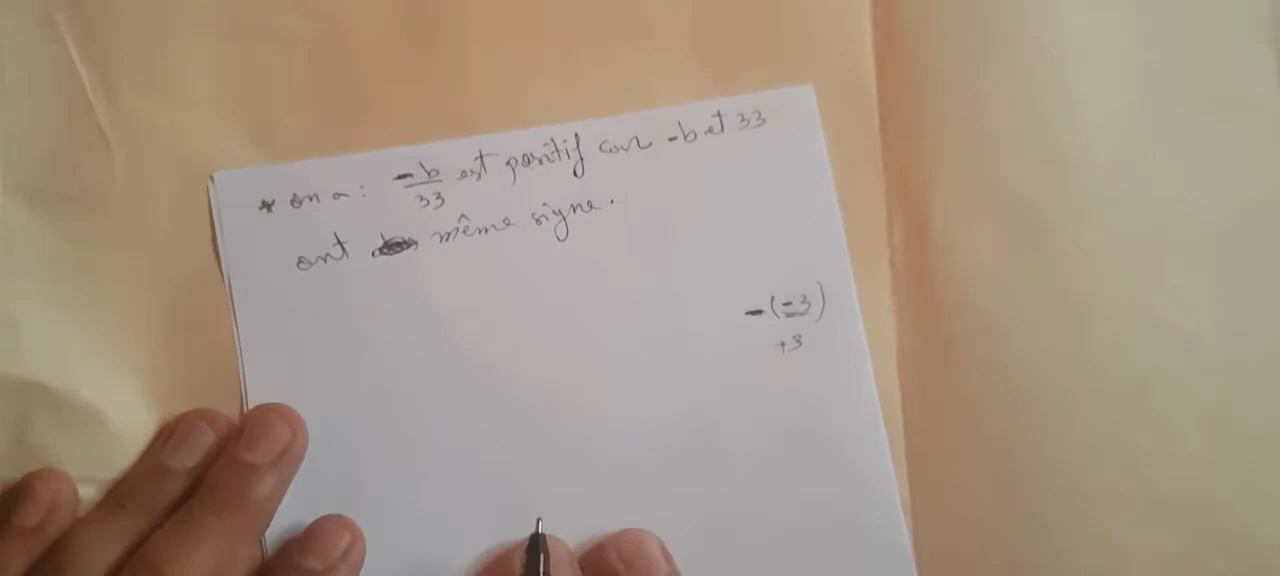 * on a : -b/33 est positif car -b et 33
ont même signe.
-(-3)
+3